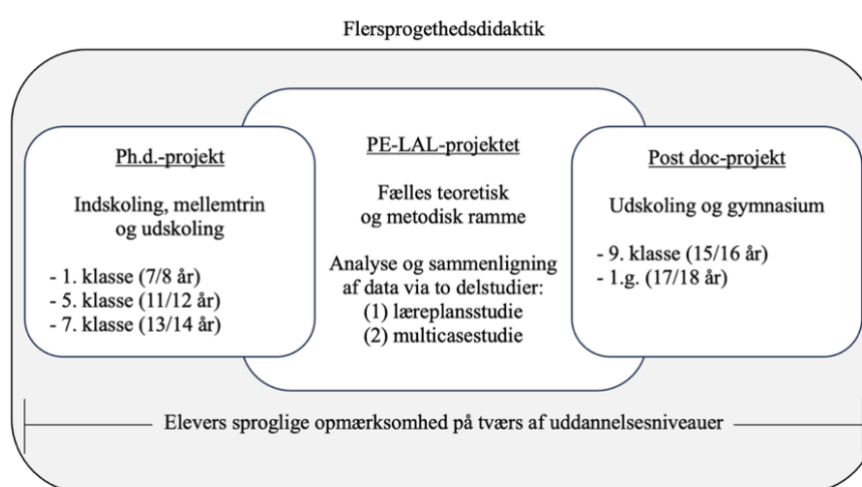 Flersprogethedsdidaktik
Ph.d.-projekt
Indskoling, mellemtrin
og udskoling
- 1. klasse (7/8 år)
- 5. klasse (11/12 år)
- 7. klasse (13/14 år)
PE-LAL-projektet
Fælles teoretisk
og metodisk ramme
Analyse og sammenligning
af data via to delstudier:
(1) læreplansstudie
(2) multicasestudie
Post doc-projekt
Udskoling og gymnasium
- 9. klasse (15/16 år)
- 1.g. (17/18 år)
Elevers sproglige opmærksomhed på tværs af uddannelsesniveauer